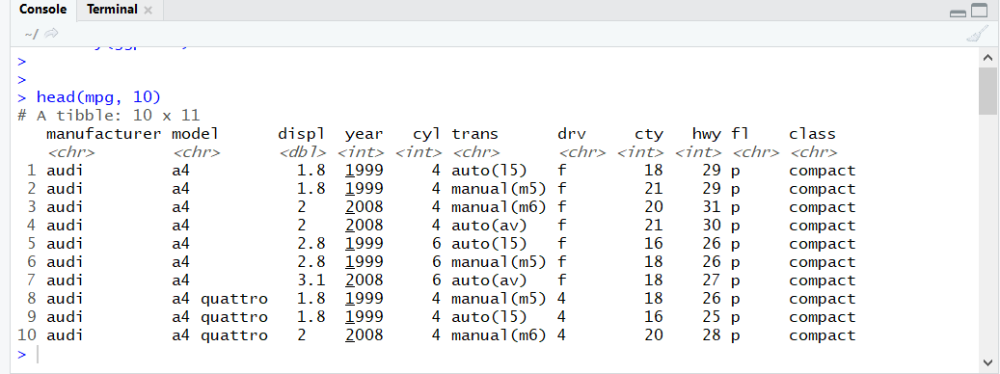 Console Terminal
~/
>
>
> head(mpg, 10)
# A tibble: 10 x 11
   manufacturer model      displ  year   cyl trans      drv     cty   hwy fl    class
   <chr>        <chr>      <dbl> <int> <int> <chr>      <chr> <int> <int> <chr> <chr>
 1 audi         a4           1.8  1999     4 auto(l5)   f        18    29 p     compact
 2 audi         a4           1.8  1999     4 manual(m5) f        21    29 p     compact
 3 audi         a4           2    2008     4 manual(m6) f        20    31 p     compact
 4 audi         a4           2    2008     4 auto(av)   f        21    30 p     compact
 5 audi         a4           2.8  1999     6 auto(l5)   f        16    26 p     compact
 6 audi         a4           2.8  1999     6 manual(m5) f        18    26 p     compact
 7 audi         a4           3.1  2008     6 auto(av)   f        18    27 p     compact
 8 audi         a4 quattro   1.8  1999     4 manual(m5) 4        18    26 p     compact
 9 audi         a4 quattro   1.8  1999     4 auto(l5)   4        16    25 p     compact
10 audi         a4 quattro   2    2008     4 manual(m6) 4        20    28 p     compact
>